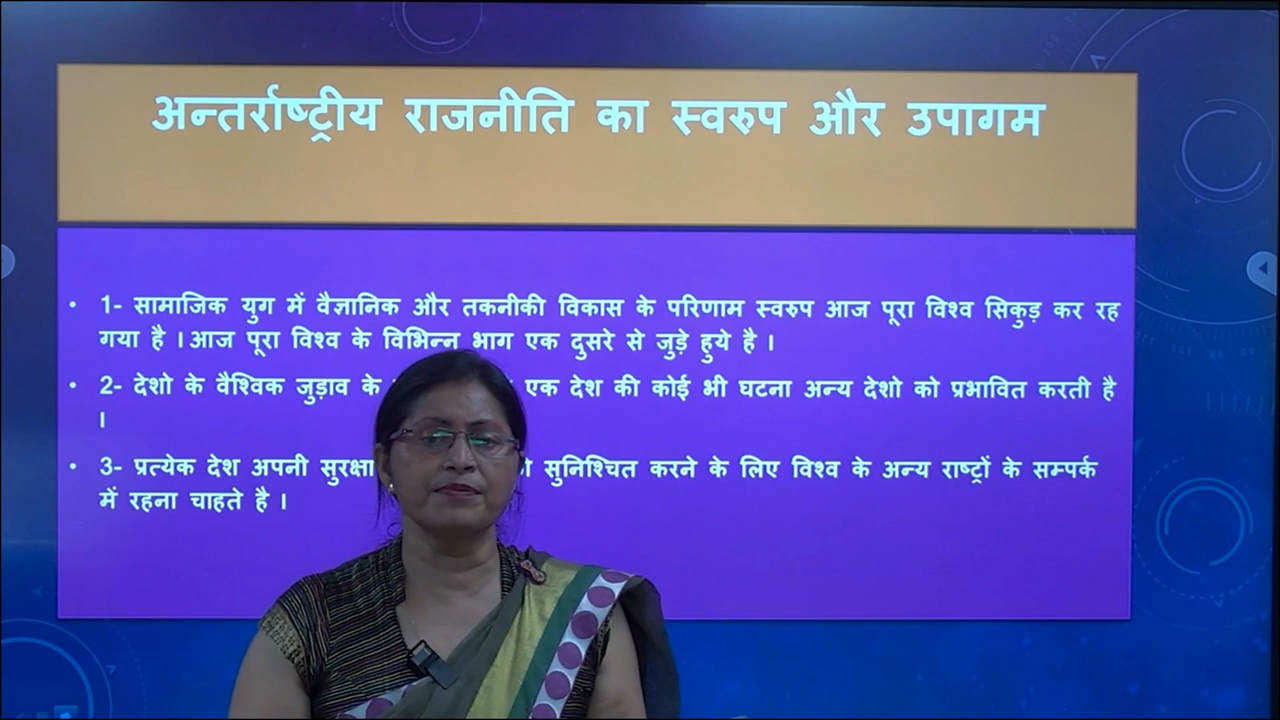 अन्तर्राष्ट्रीय राजनीति का स्वरुप और उपागम
• 1- सामाजिक युग में वैज्ञानिक और तकनीकी विकास के परिणाम स्वरुप आज पूरा विश्व सिकुड़ कर रह
गया है । आज पूरा विश्व के विभिन्न भाग एक दुसरे से जुड़े हुये है ।
• 2- देशो के वैश्विक जुड़ाव के एक देश की कोई भी घटना अन्य देशो को प्रभावित करती है
।
• 3- प्रत्येक देश अपनी सुरक्षा सुनिश्चित करने के लिए विश्व के अन्य राष्ट्रों के सम्पर्क
में रहना चाहते है ।